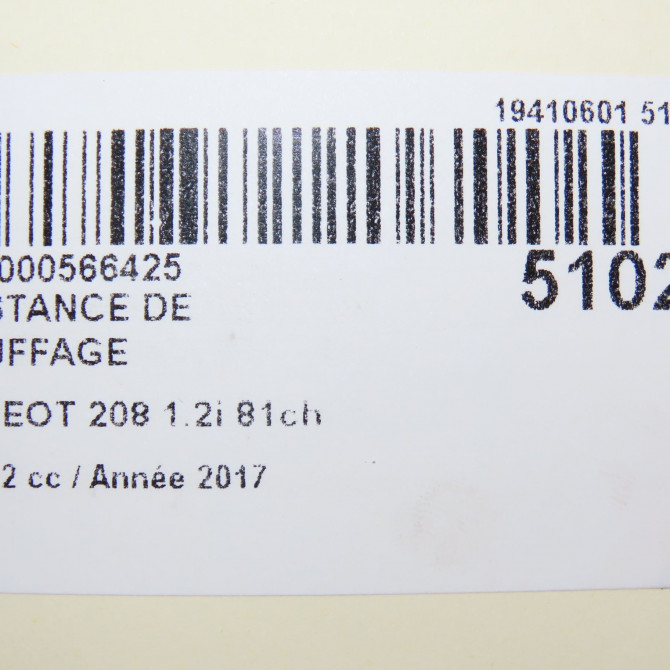 19410601 51
000566425
5102
STANCE DE
UFFAGE
EOT 208 1.2i 81ch
2 cc / Année 2017